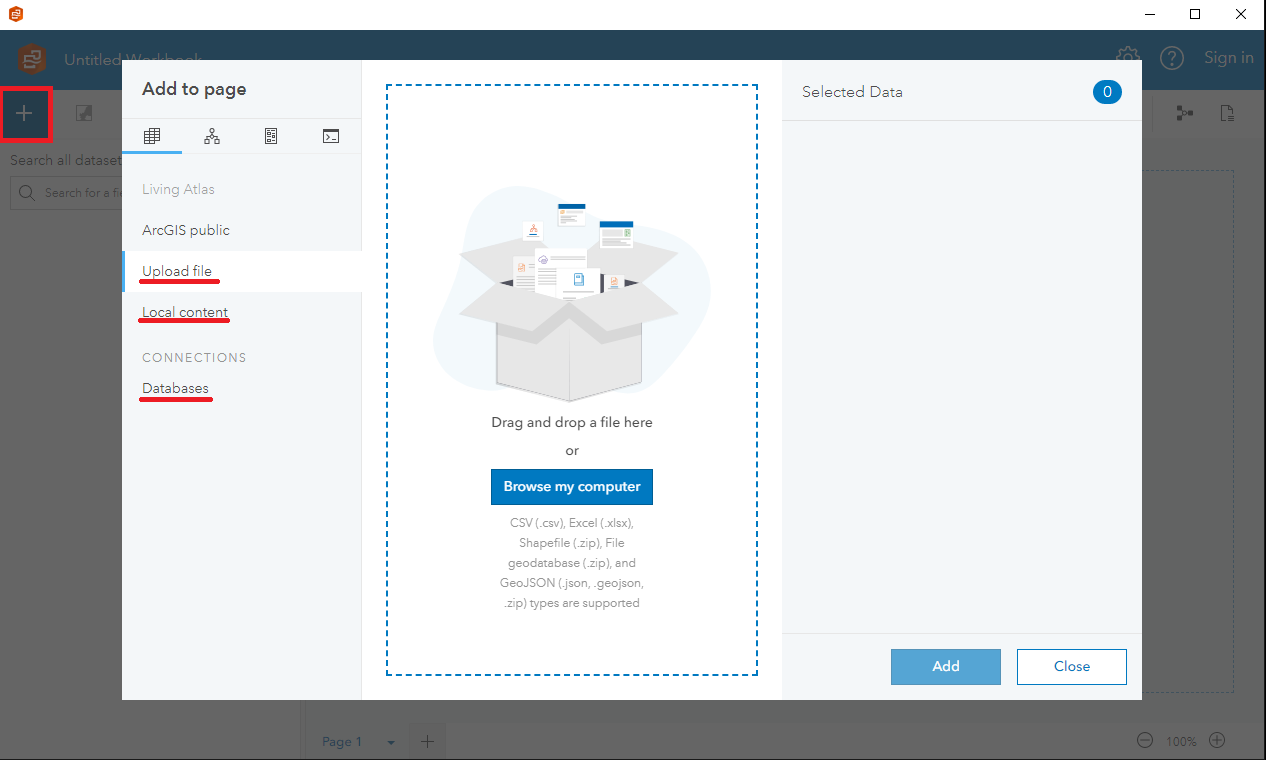 Untitled Workbook
Sign in
Add to page
Selected Data
0
Search all dataset
Search for a fie
Living Atlas
ArcGIS public
Upload file
Local content
CONNECTIONS
Databases
Drag and drop a file here
or
Browse my computer
CSV (.csv), Excel (.xlsx),
Shapefile (.zip), File
geodatabase (.zip), and
GeoJSON (.json, .geojson,
.zip) types are supported
Add
Close
Page 1
100%